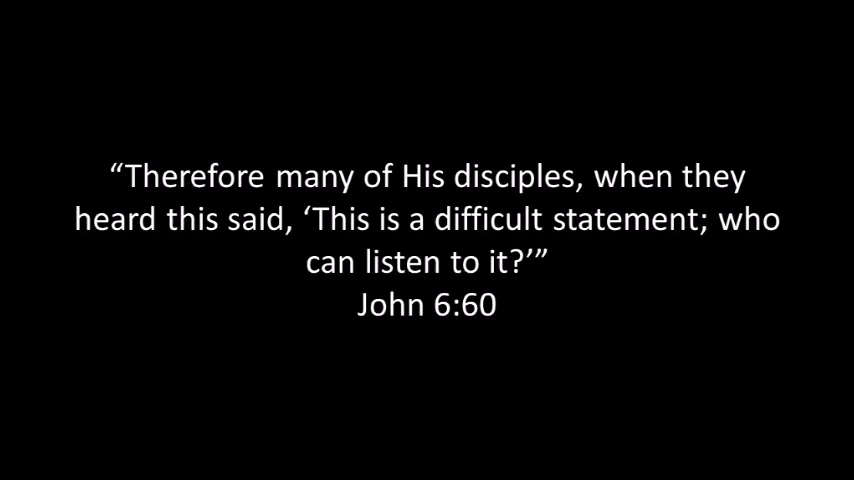 “Therefore many of His disciples, when they
heard this said, ‘This is a difficult statement; who
can listen to it?’”
John 6:60